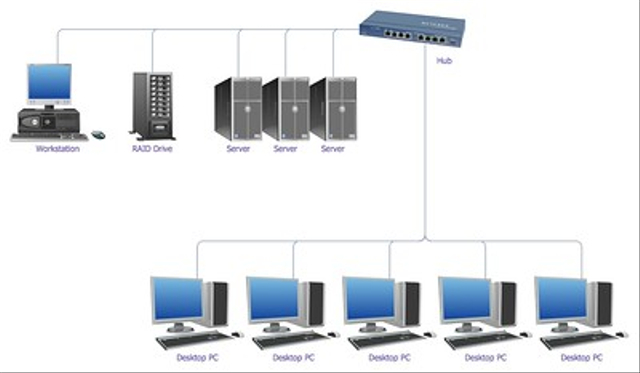 Hub
Workstation
RAID Drive
Server
Server
Server
Desktop PC
Desktop PC
Desktop PC
Desktop PC
Desktop PC